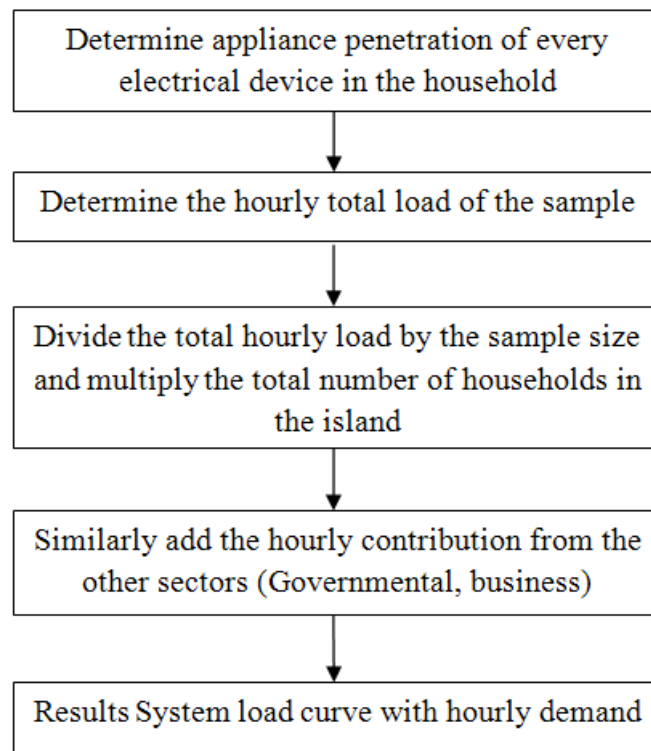 Determine appliance penetration of every
electrical device in the household
Determine the hourly total load of the sample
Divide the total hourly load by the sample size
and multiply the total number of households in
the island
Similarly add the hourly contribution from the
other sectors (Governmental, business)
Results System load curve with hourly demand